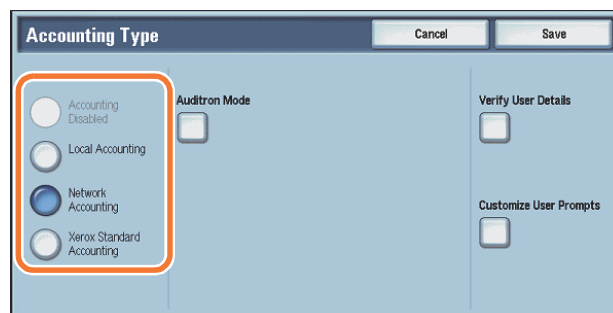 Accounting Type
Cancel
Save
Accounting
Disabled
Local Accounting
Network
Accounting
Xerox Standard
Accounting
Auditron Mode
Verify User Details
Customize User Prompts